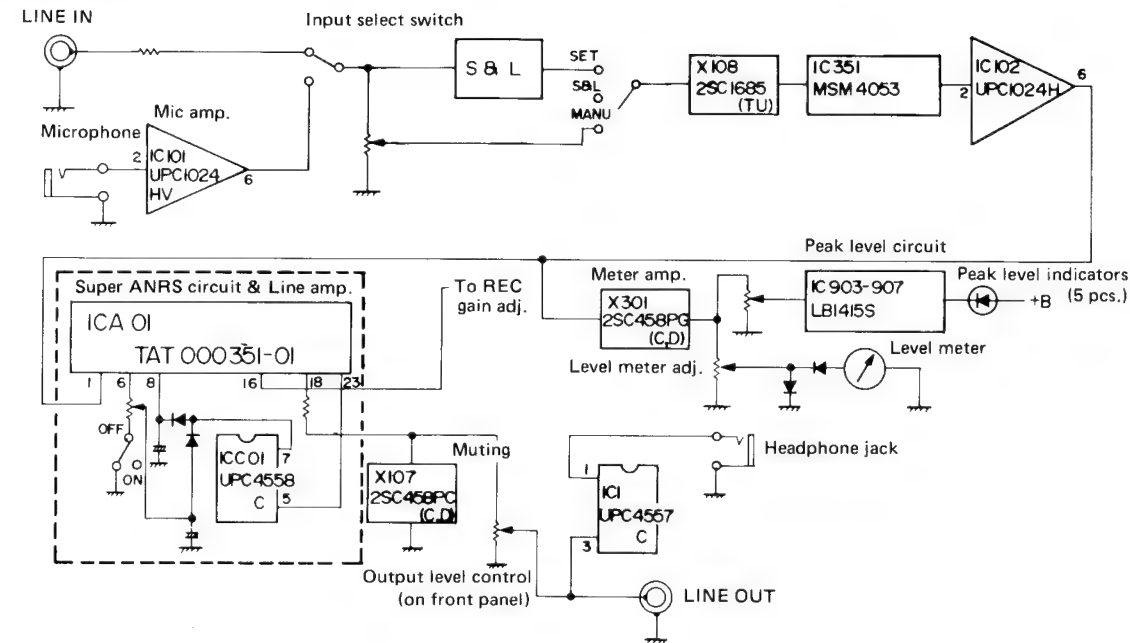 LINE IN
Input select switch
S & L
SET
S&L
MANU
X108
2SC1685
(TU)
IC351
MSM4053
IC102
UPC1024H
2
6
Microphone
Mic amp.
2
IC101
UPC1024
HV
6
Peak level circuit
Super ANRS circuit & Line amp.
To REC
gain adj.
Meter amp.
X301
2SC458PG
(C,D)
IC903-907
LB1415S
Peak level indicators
(5 pcs.)
+B
ICA 01
TAT 000351-01
1
6
8
16
18
23
Level meter adj.
Level meter
OFF
ON
ICC01
UPC4558
C
7
5
Muting
X107
2SC458PC
(C,D)
1
IC1
UPC4557
C
3
Headphone jack
Output level control
(on front panel)
LINE OUT